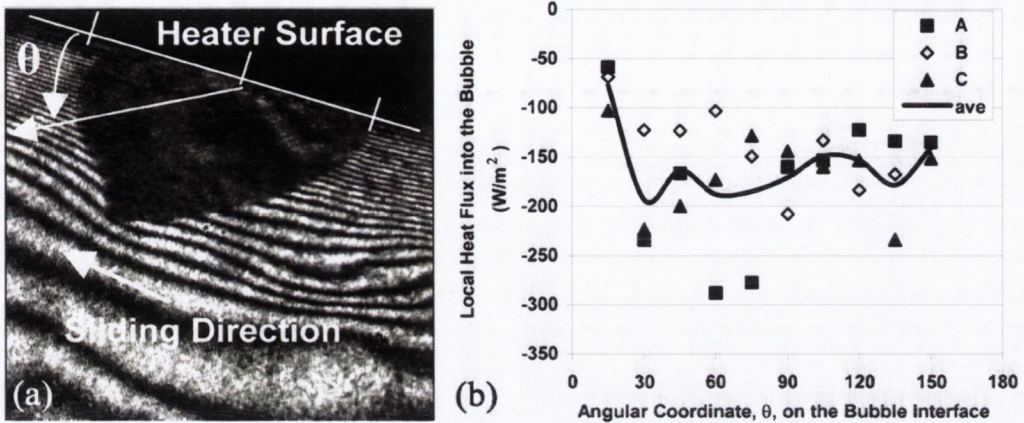 θ
Heater Surface
Sliding Direction
(a)
(b)
Local Heat Flux into the Bubble
(W/m²)
0
-50
-100
-150
-200
-250
-300
-350
0 30 60 90 120 150 180
Angular Coordinate, θ, on the Bubble Interface
A
B
C
ave